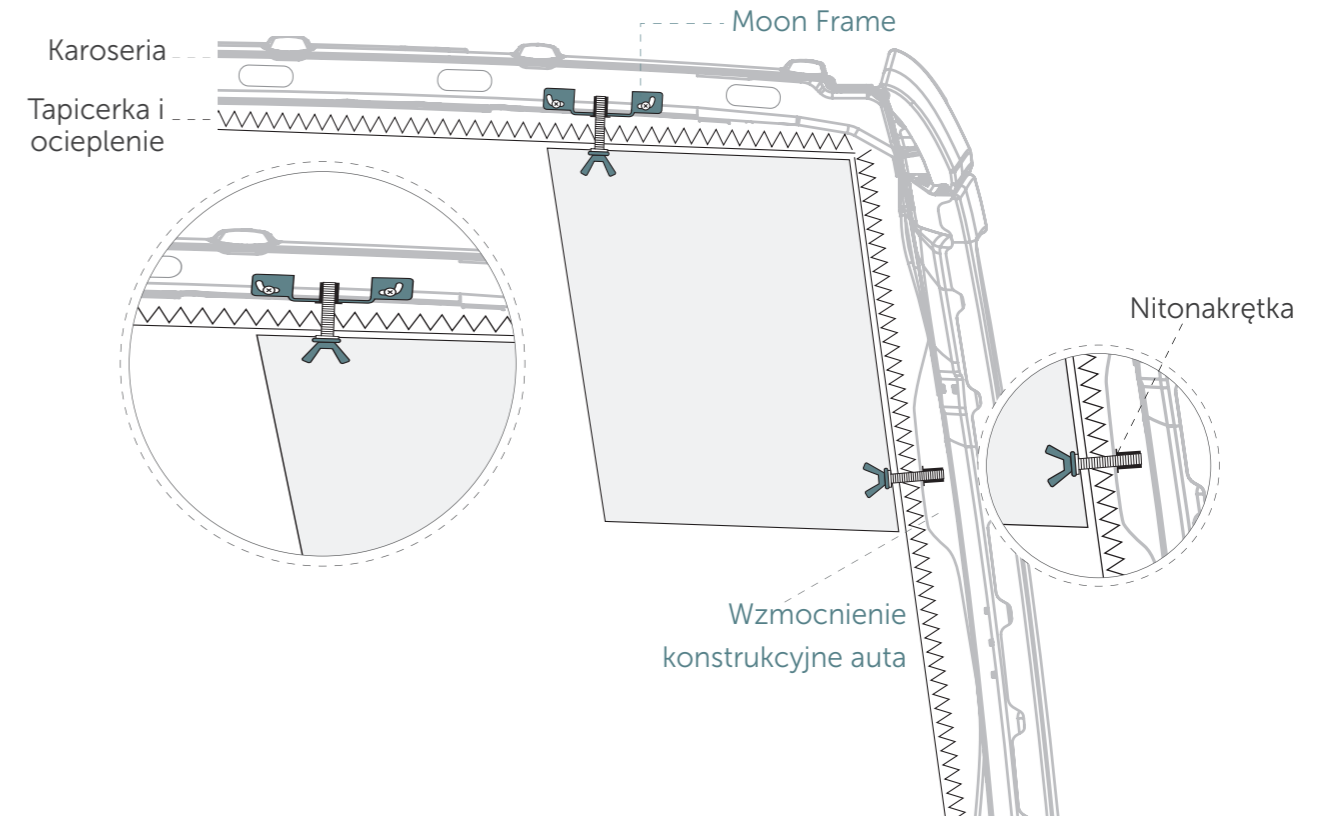 Moon Frame
Karoseria
Tapicerka i
ocieplenie
Nitonakrętka
Wzmocnienie
konstrukcyjne auta